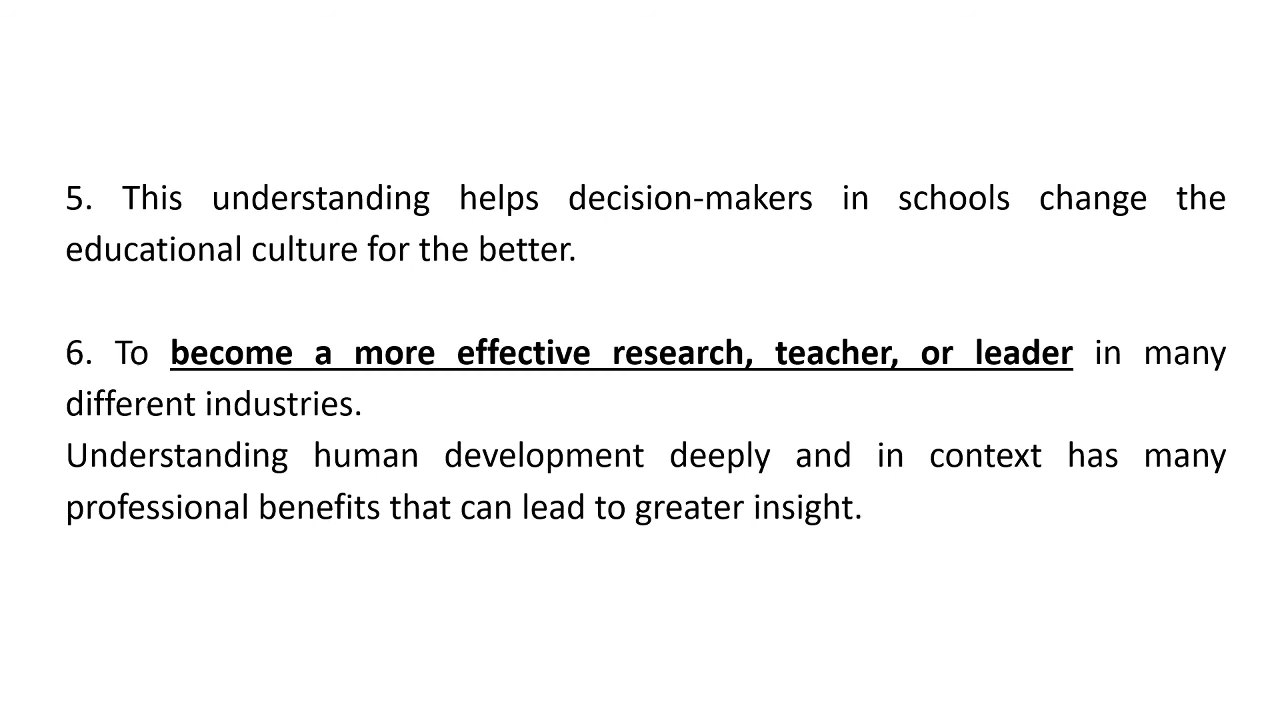 5. This understanding helps decision-makers in schools change the
educational culture for the better.
6. To become a more effective research, teacher, or leader in many
different industries.
Understanding human development deeply and in context has many
professional benefits that can lead to greater insight.